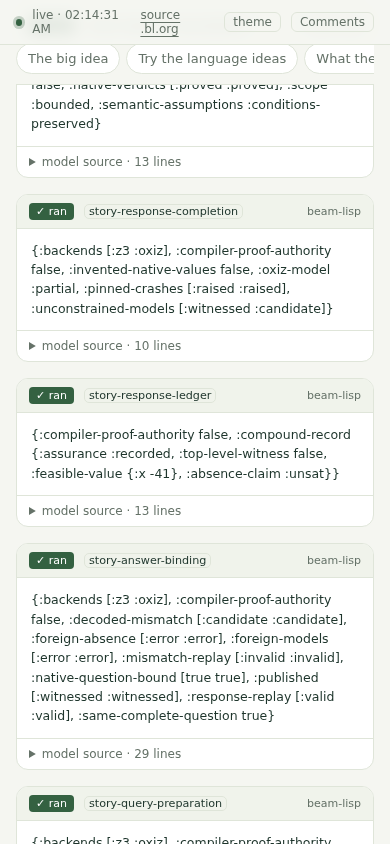 live · 02:14:31 AM
source .bl.org
theme
Comments
The big idea
Try the language ideas
What the
false, :native-verdicts [:proved :proved], :scope
:bounded, :semantic-assumptions :conditions-
preserved}
▶ model source · 13 lines
✓ ran story-response-completion beam-lisp
{:backends [:z3 :oxiz], :compiler-proof-authority
false, :invented-native-values false, :oxiz-model
:partial, :pinned-crashes [:raised :raised],
:unconstrained-models [:witnessed :candidate]}
▶ model source · 10 lines
✓ ran story-response-ledger beam-lisp
{:compiler-proof-authority false, :compound-record
{:assurance :recorded, :top-level-witness false,
:feasible-value {:x -41}, :absence-claim :unsat}}
▶ model source · 13 lines
✓ ran story-answer-binding beam-lisp
{:backends [:z3 :oxiz], :compiler-proof-authority
false, :decoded-mismatch [:candidate :candidate],
:foreign-absence [:error :error], :foreign-models
[:error :error], :mismatch-replay [:invalid :invalid],
:native-question-bound [true true], :published
[:witnessed :witnessed], :response-replay [:valid
:valid], :same-complete-question true}
▶ model source · 29 lines
✓ ran story-query-preparation beam-lisp
{:backends [:z3 :oxiz], :compiler-proof-authority